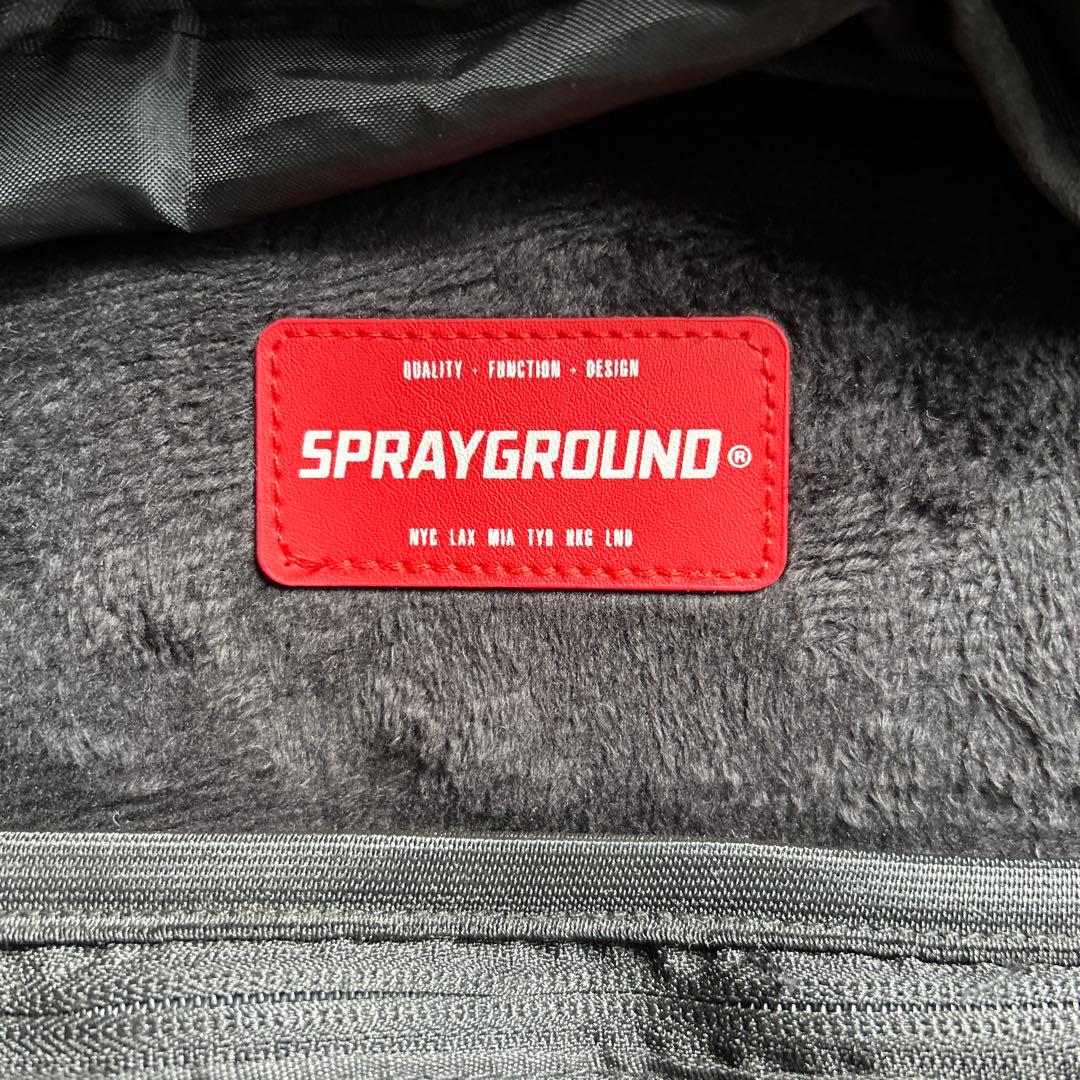 QUALITY + FUNCTION + DESIGN
SPRAYGROUND®
NYC LAX MIA TYO HKG LND